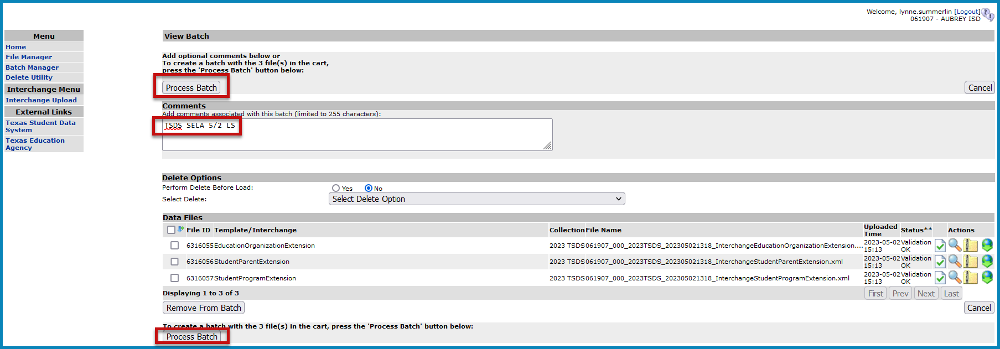 Welcome, lynne.summerlin [Logout]
061907 - AUBREY ISD
Menu
Home
File Manager
Batch Manager
Delete Utility
Interchange Menu
Interchange Upload
External Links
Texas Student Data
System
Texas Education
Agency
View Batch
Add optional comments below or
To create a batch with the 3 file(s) in the cart,
press the 'Process Batch' button below:
Process Batch
Cancel
Comments
Add comments associated with this batch (limited to 255 characters):
TSDS SELA 5/2 LS
Delete Options
Perform Delete Before Load: Yes No
Select Delete: Select Delete Option
Data Files
File ID Template/Interchange Collection File Name Uploaded Time Status** Actions
6316055 EducationOrganizationExtension 2023 TSDS 061907_000_2023TSDS_202305021318_InterchangeEducationOrganizationExtension.... 2023-05-02 15:13 Validation OK
6316056 StudentParentExtension 2023 TSDS 061907_000_2023TSDS_202305021318_InterchangeStudentParentExtension.xml 2023-05-02 15:13 Validation OK
6316057 StudentProgramExtension 2023 TSDS 061907_000_2023TSDS_202305021318_InterchangeStudentProgramExtension.xml 2023-05-02 15:13 Validation OK
Displaying 1 to 3 of 3
First Prev Next Last
Remove From Batch
Cancel
To create a batch with the 3 file(s) in the cart, press the 'Process Batch' button below:
Process Batch